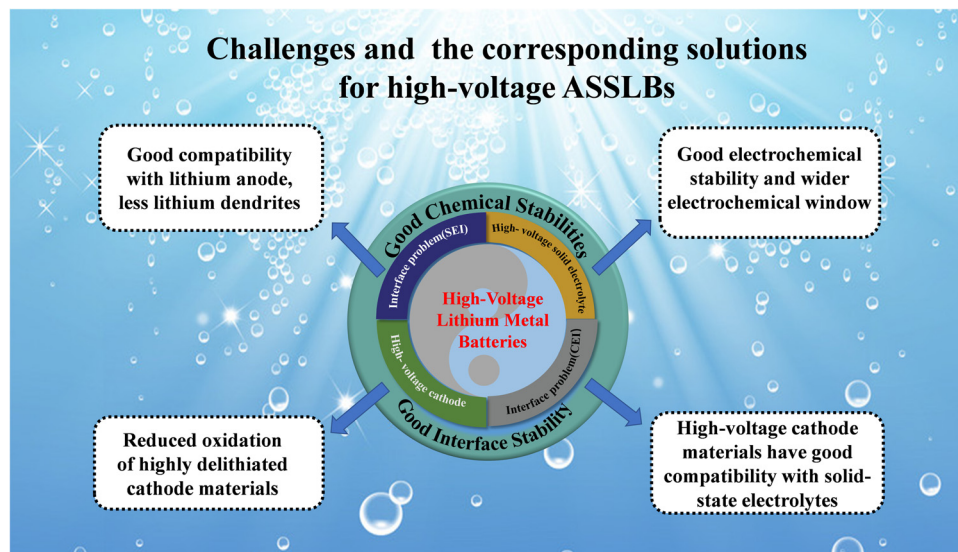 Challenges and the corresponding solutions
for high-voltage ASSLBs
Good compatibility
with lithium anode,
less lithium dendrites
Good electrochemical
stability and wider
electrochemical window
Good Chemical Stabilities
Interface problem(SEI)
High- voltage solid electrolyte
High-Voltage
Lithium Metal
Batteries
High- voltage cathode
Interface problem(CEI)
Good Interface Stability
Reduced oxidation
of highly delithiated
cathode materials
High-voltage cathode
materials have good
compatibility with solid-
state electrolytes